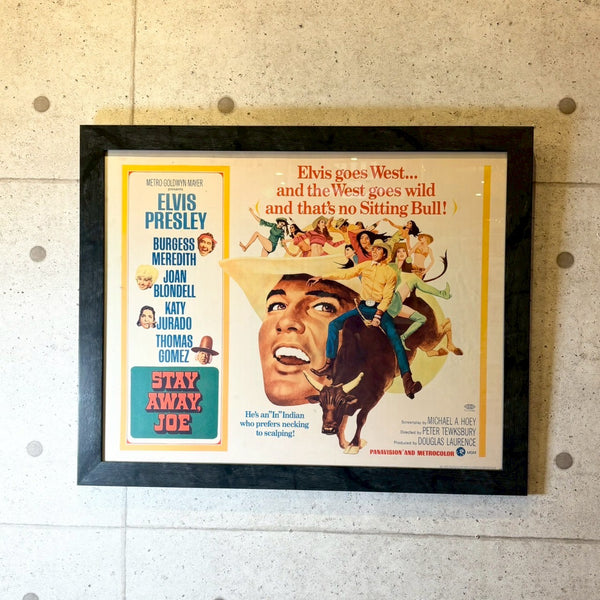 METRO-GOLDWYN-MAYER
presents
ELVIS
PRESLEY
BURGESS
MEREDITH
JOAN
BLONDELL
KATY
JURADO
THOMAS
GOMEZ
STAY
AWAY,
JOE
Elvis goes West...
and the West goes wild
and that's no Sitting Bull!
He's an "In" Indian
who prefers necking
to scalping!
Screenplay by MICHAEL A. HOEY
Directed by PETER TEWKSBURY
Produced by DOUGLAS LAURENCE
PANAVISION AND METROCOLOR MGM